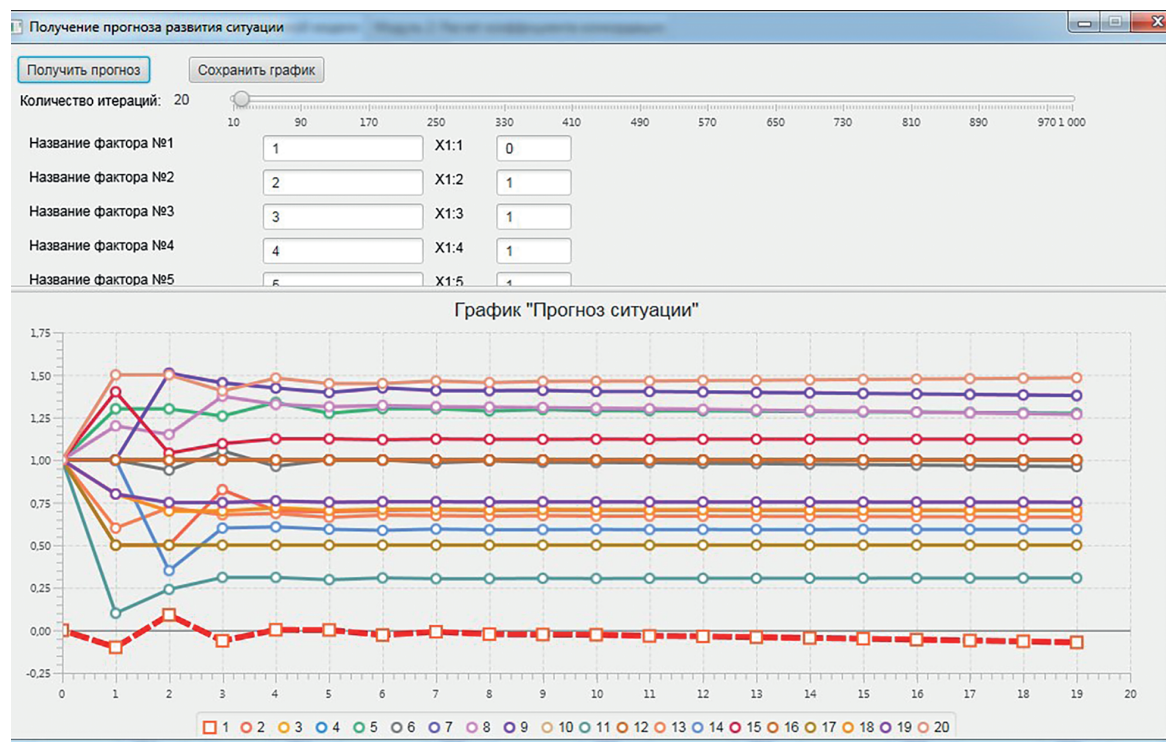 Получение прогноза развития ситуации
Получить прогноз Сохранить график
Количество итераций: 20
10 90 170 250 330 410 490 570 650 730 810 890 970 1 000
Название фактора №1 1 X1:1 0
Название фактора №2 2 X1:2 1
Название фактора №3 3 X1:3 1
Название фактора №4 4 X1:4 1
Название фактора №5 5 X1:5 1
График "Прогноз ситуации"
1,75
1,50
1,25
1,00
0,75
0,50
0,25
0,00
-0,25
0 1 2 3 4 5 6 7 8 9 10 11 12 13 14 15 16 17 18 19 20
1 2 3 4 5 6 7 8 9 10 11 12 13 14 15 16 17 18 19 20